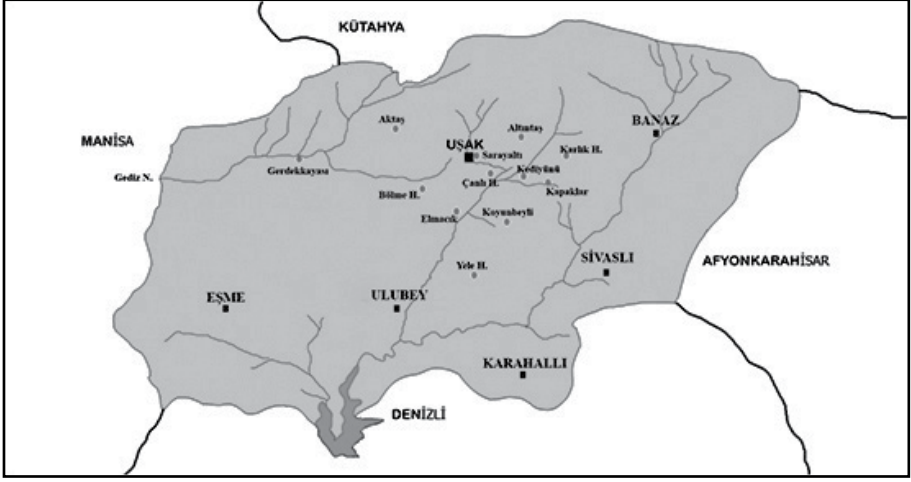 KÜTAHYA
MANİSA
Aktaş
Altıntaş
BANAZ
UŞAK
Sarayaltı
Karlık H.
Gerdekkayası
Gediz N.
Çanlı H.
Kediyünü
Kapaklar
Bölme H.
Elmacık
Koyunbeyli
SİVASLI
AFYONKARAHİSAR
Yele H.
EŞME
ULUBEY
KARAHALLI
DENİZLİ